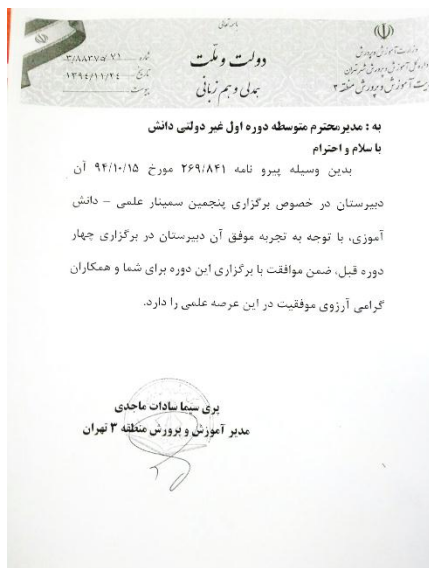 باسمه تعالی
وزارت آموزش و پرورش
اداره کل آموزش و پرورش شهر تهران
مدیریت آموزش و پرورش منطقه ۳
دولت و ملت
همدلی و هم زبانی
شماره
تاریخ ۱۳۹۴/۱۱/۲۴
پیوست
به : مدیرمحترم متوسطه دوره اول غیر دولتی دانش
با سلام و احترام
بدین وسیله پیرو نامه ۲۶۹/۸۴۱ مورخ ۹۴/۱۰/۱۵ آن
دبیرستان در خصوص برگزاری پنجمین سمینار علمی – دانش
آموزی، با توجه به تجربه موفق آن دبیرستان در برگزاری چهار
دوره قبل، ضمن موافقت با برگزاری این دوره برای شما و همکاران
گرامی آرزوی موفقیت در این عرصه علمی را دارد.
پری سیما سادات ماجدی
مدیر آموزش و پرورش منطقه ۳ تهران